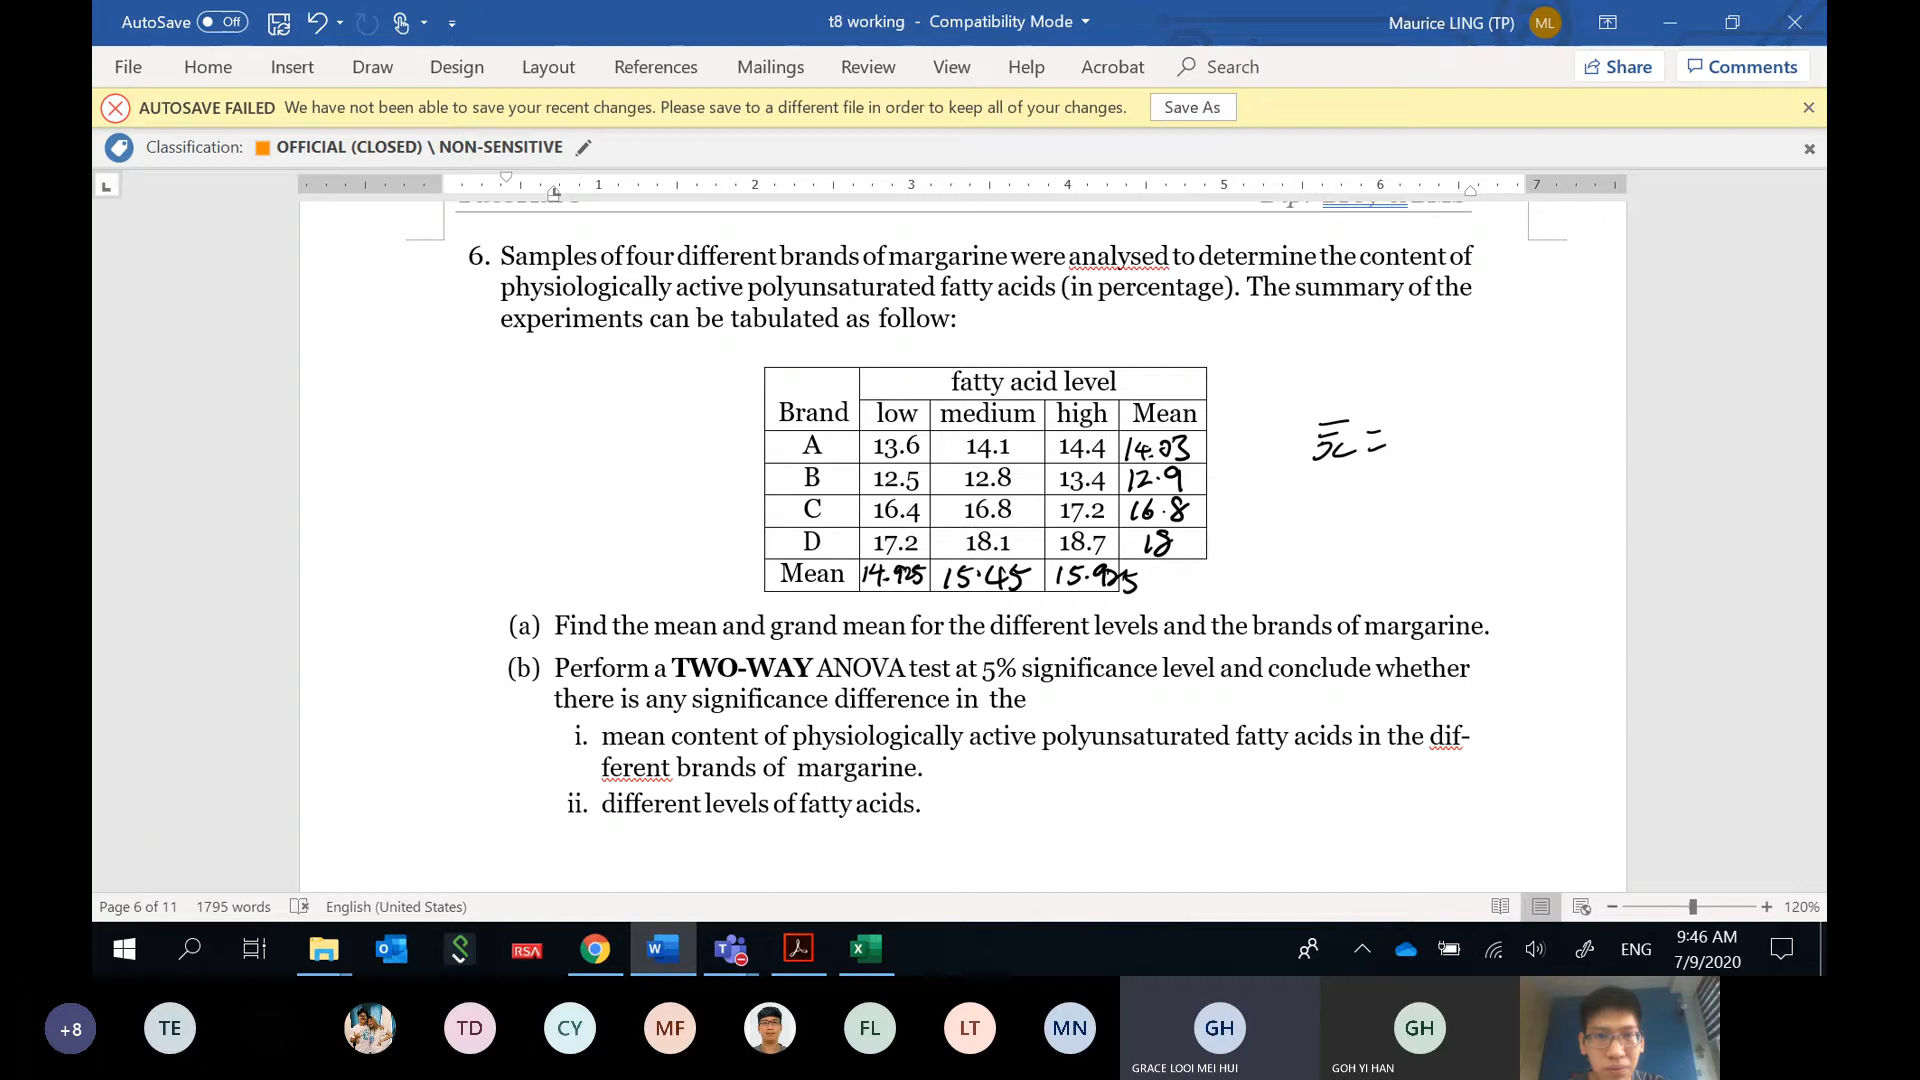 AutoSave Off t8 working - Compatibility Mode Maurice LING (TP) ML
File Home Insert Draw Design Layout References Mailings Review View Help Acrobat Search Share Comments
AUTOSAVE FAILED We have not been able to save your recent changes. Please save to a different file in order to keep all of your changes. Save As
Classification: OFFICIAL (CLOSED) \ NON-SENSITIVE
1 2 3 4 5 6 7
6. Samples of four different brands of margarine were analysed to determine the content of
physiologically active polyunsaturated fatty acids (in percentage). The summary of the
experiments can be tabulated as follow:
fatty acid level
Brand low medium high Mean
A 13.6 14.1 14.4 14.03
B 12.5 12.8 13.4 12.9
C 16.4 16.8 17.2 16.8
D 17.2 18.1 18.7 18
Mean 14.925 15.45 15.925
x̿ =
(a) Find the mean and grand mean for the different levels and the brands of margarine.
(b) Perform a TWO-WAY ANOVA test at 5% significance level and conclude whether
there is any significance difference in the
i. mean content of physiologically active polyunsaturated fatty acids in the dif-
ferent brands of margarine.
ii. different levels of fatty acids.
Page 6 of 11 1795 words English (United States) 120%
RSA ENG 9:46 AM
7/9/2020
+8 TE TD CY MF FL LT MN GH GH
GRACE LOOI MEI HUI GOH YI HAN